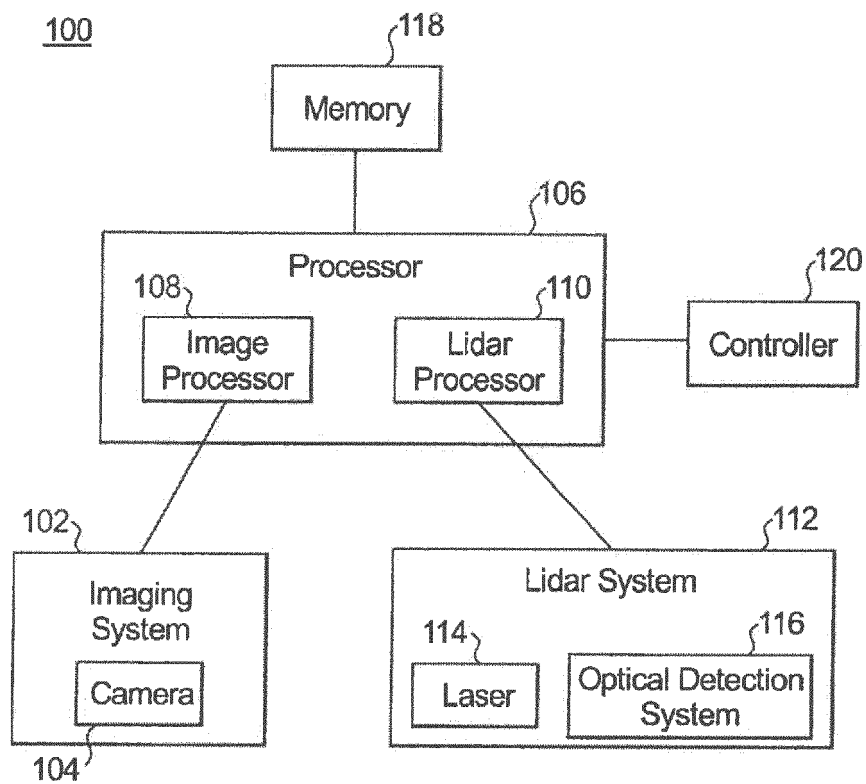 100
118
Memory
106
Processor
120
108
110
Image
Processor
Lidar
Processor
Controller
102
112
Imaging
System
Lidar System
114
116
Camera
Laser
Optical Detection
System
104